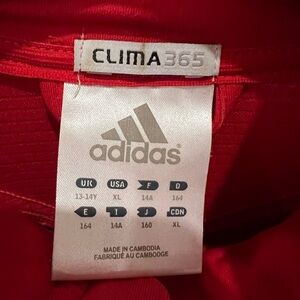 CLIMA365
adidas
UK USA F D
13-14Y XL 14A 164
E I J CDN
164 14A 160 XL
MADE IN CAMBODIA
FABRIQUÉ AU CAMBODGE